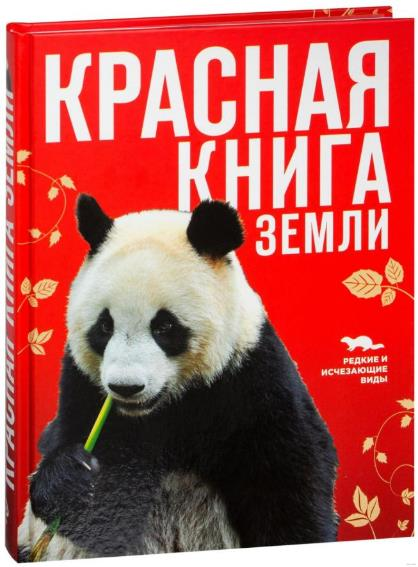 КРАСНАЯ
КНИГА
ЗЕМЛИ
РЕДКИЕ И
ИСЧЕЗАЮЩИЕ
ВИДЫ
КРАСНАЯ КНИГА ЗЕМЛИ